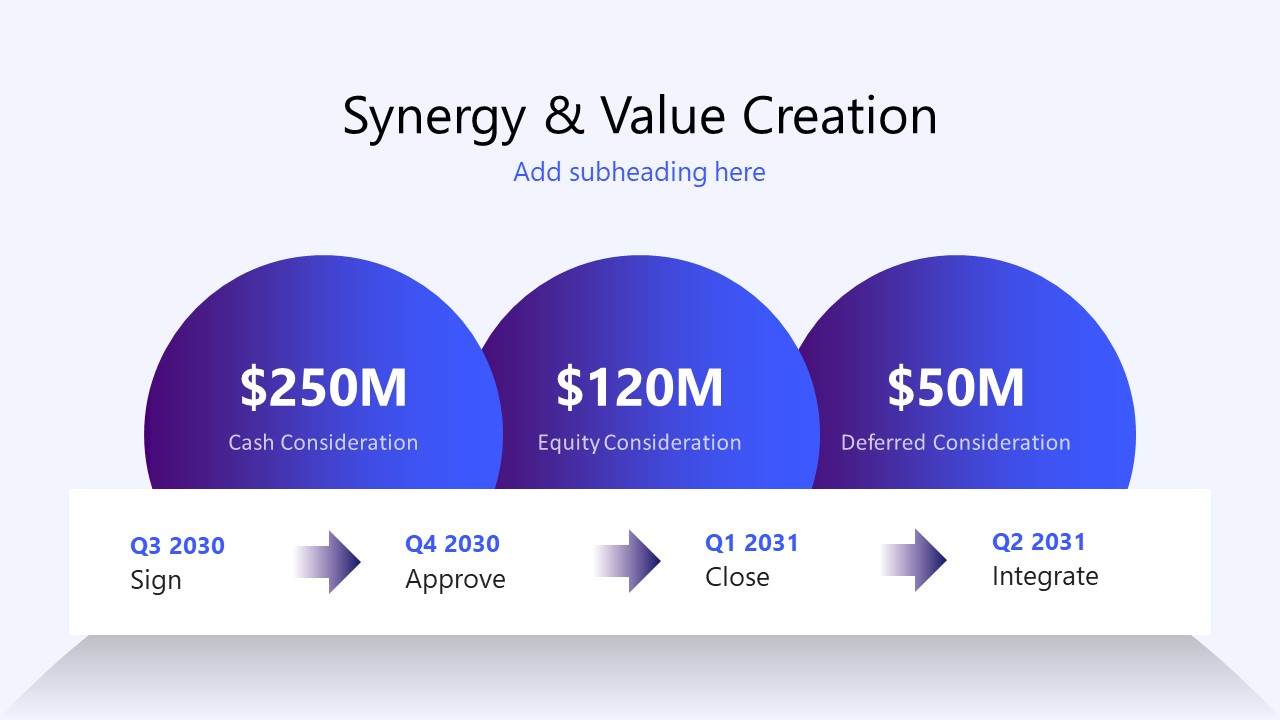 Synergy & Value Creation
Add subheading here
$250M
Cash Consideration
$120M
Equity Consideration
$50M
Deferred Consideration
Q3 2030
Sign
Q4 2030
Approve
Q1 2031
Close
Q2 2031
Integrate